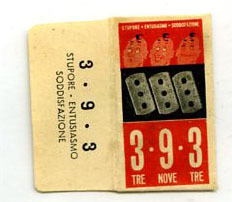 3 • 9 • 3
STUPORE - ENTUSIASMO
SODDISFAZIONE
STUPORE - ENTUSIASMO - SODDISFAZIONE
3 • 9 • 3
TRE NOVE TRE